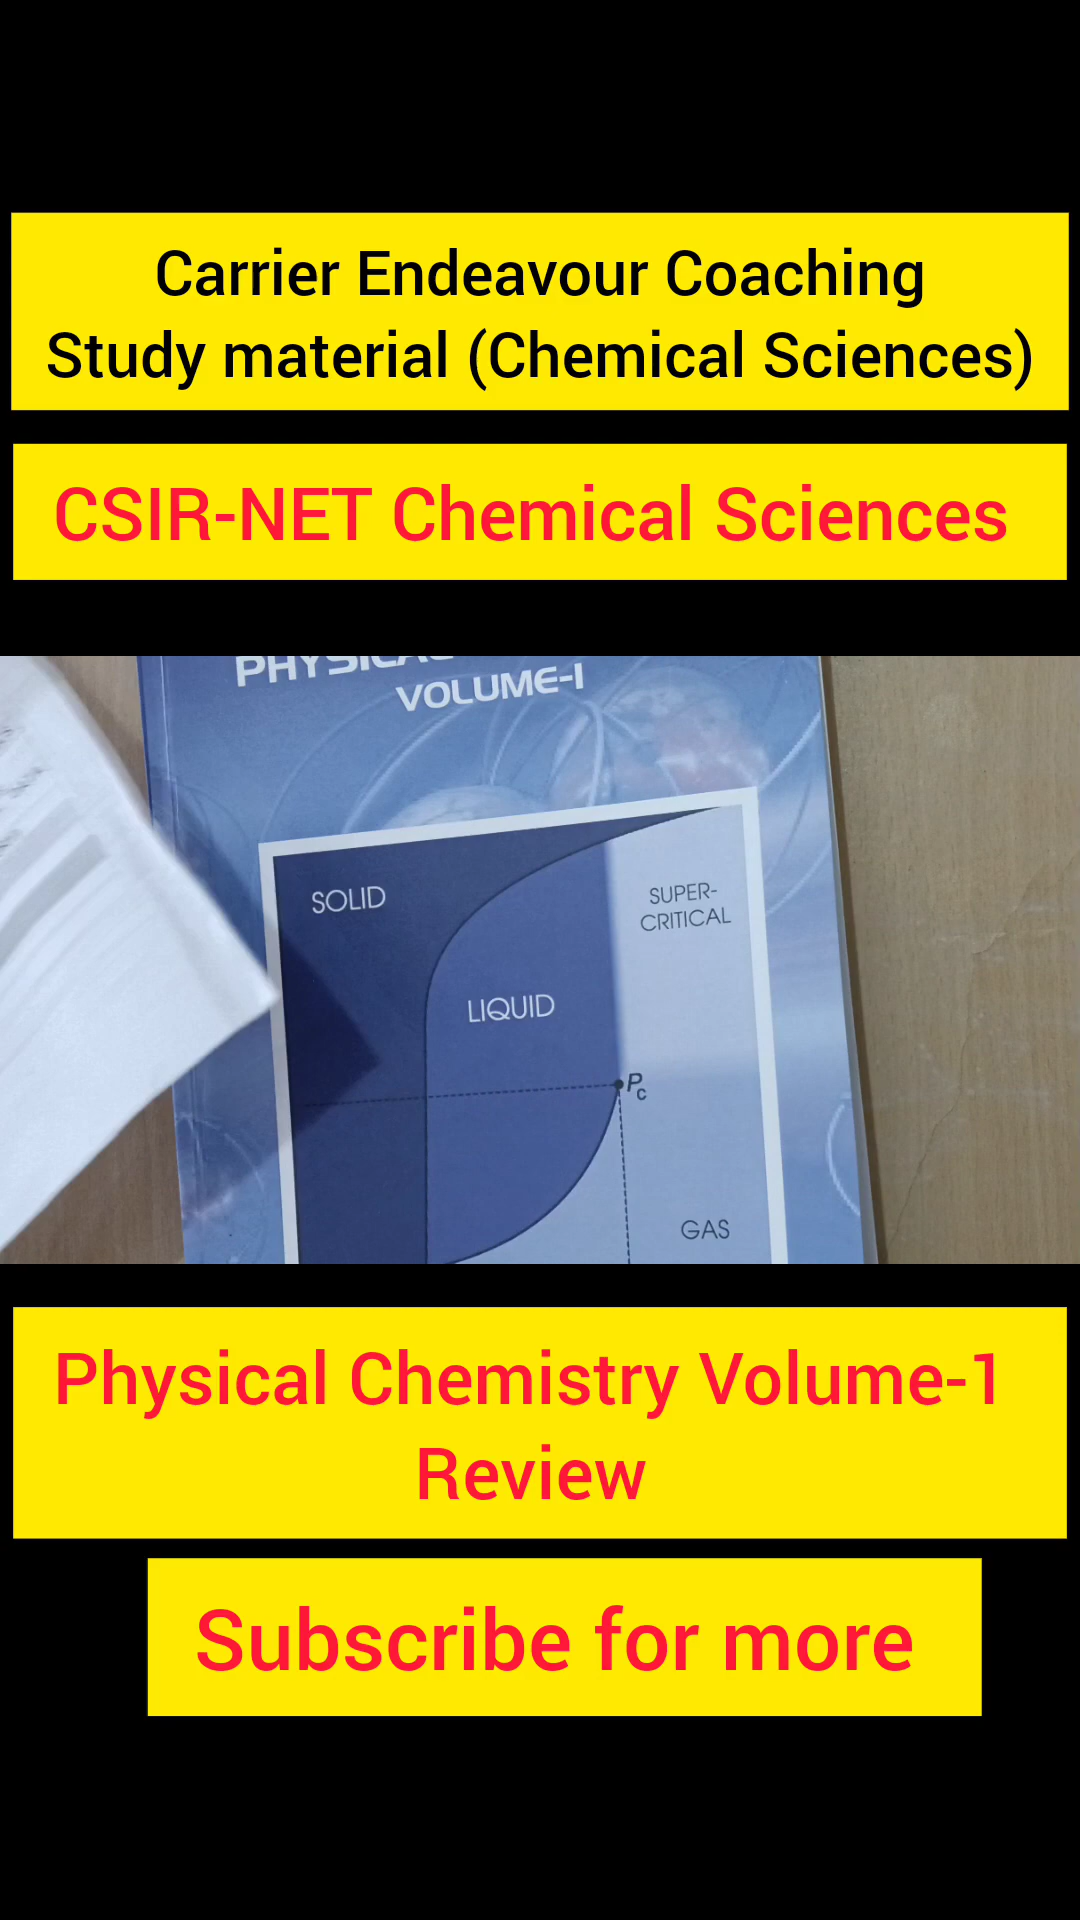 Carrier Endeavour Coaching
Study material (Chemical Sciences)
CSIR-NET Chemical Sciences
VOLUME-I
SOLID
SUPER-
CRITICAL
LIQUID
Pc
GAS
Physical Chemistry Volume-1
Review
Subscribe for more